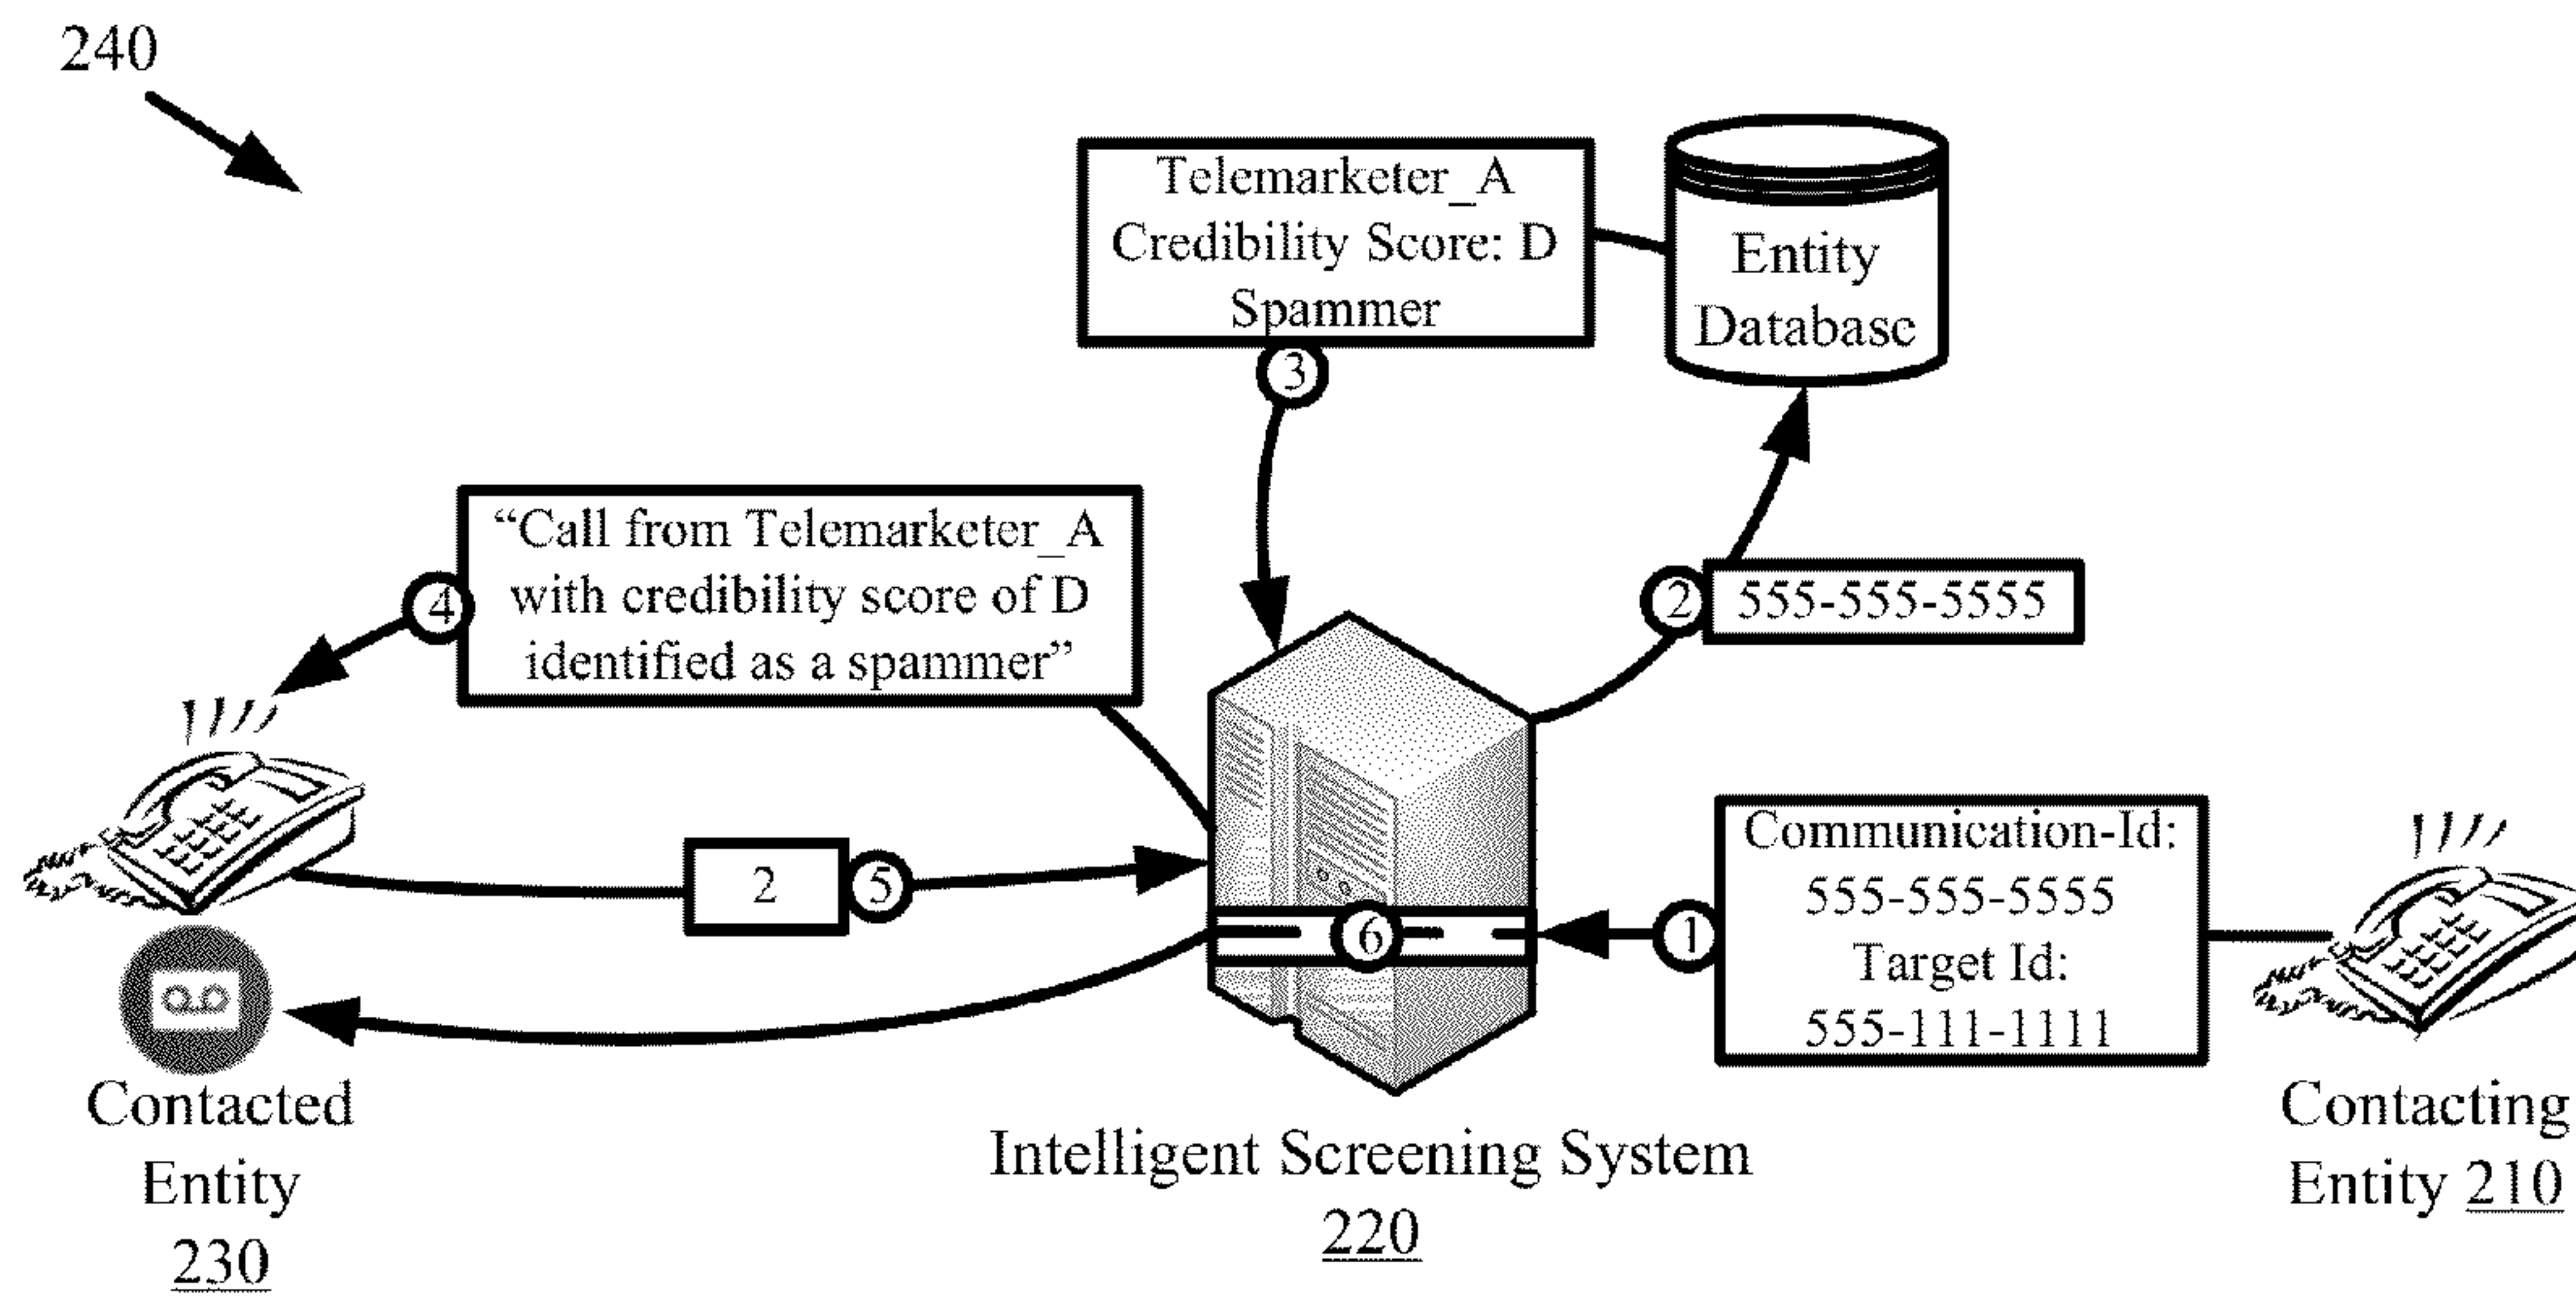 240
Telemarketer_A
Credibility Score: D
Spammer
Entity
Database
3
“Call from Telemarketer_A
with credibility score of D
identified as a spammer”
4
2
555-555-5555
2
5
6
1
Communication-Id:
555-555-5555
Target Id:
555-111-1111
Contacted
Entity
230
Intelligent Screening System
220
Contacting
Entity 210